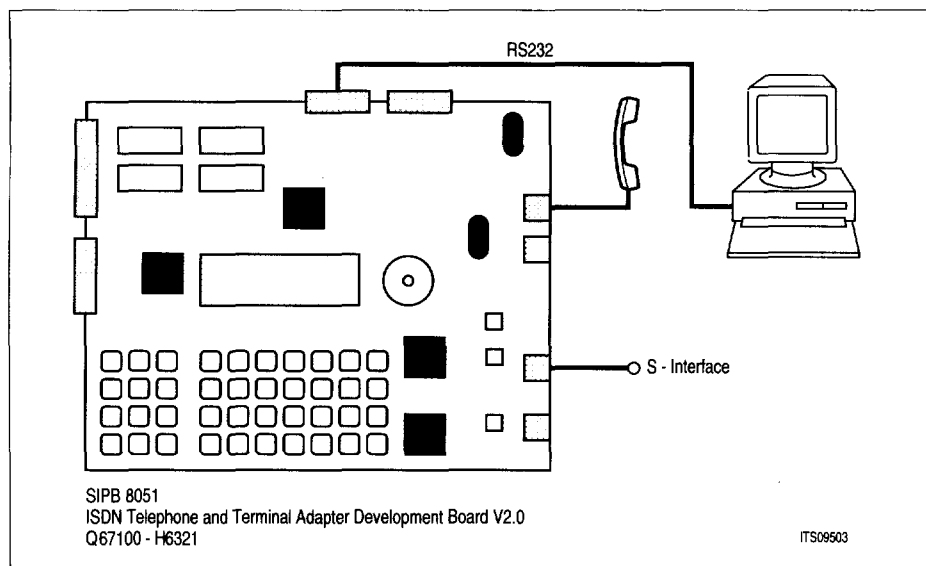 RS232
S - Interface
SIPB 8051
ISDN Telephone and Terminal Adapter Development Board V2.0
Q67100 - H6321
ITS09503